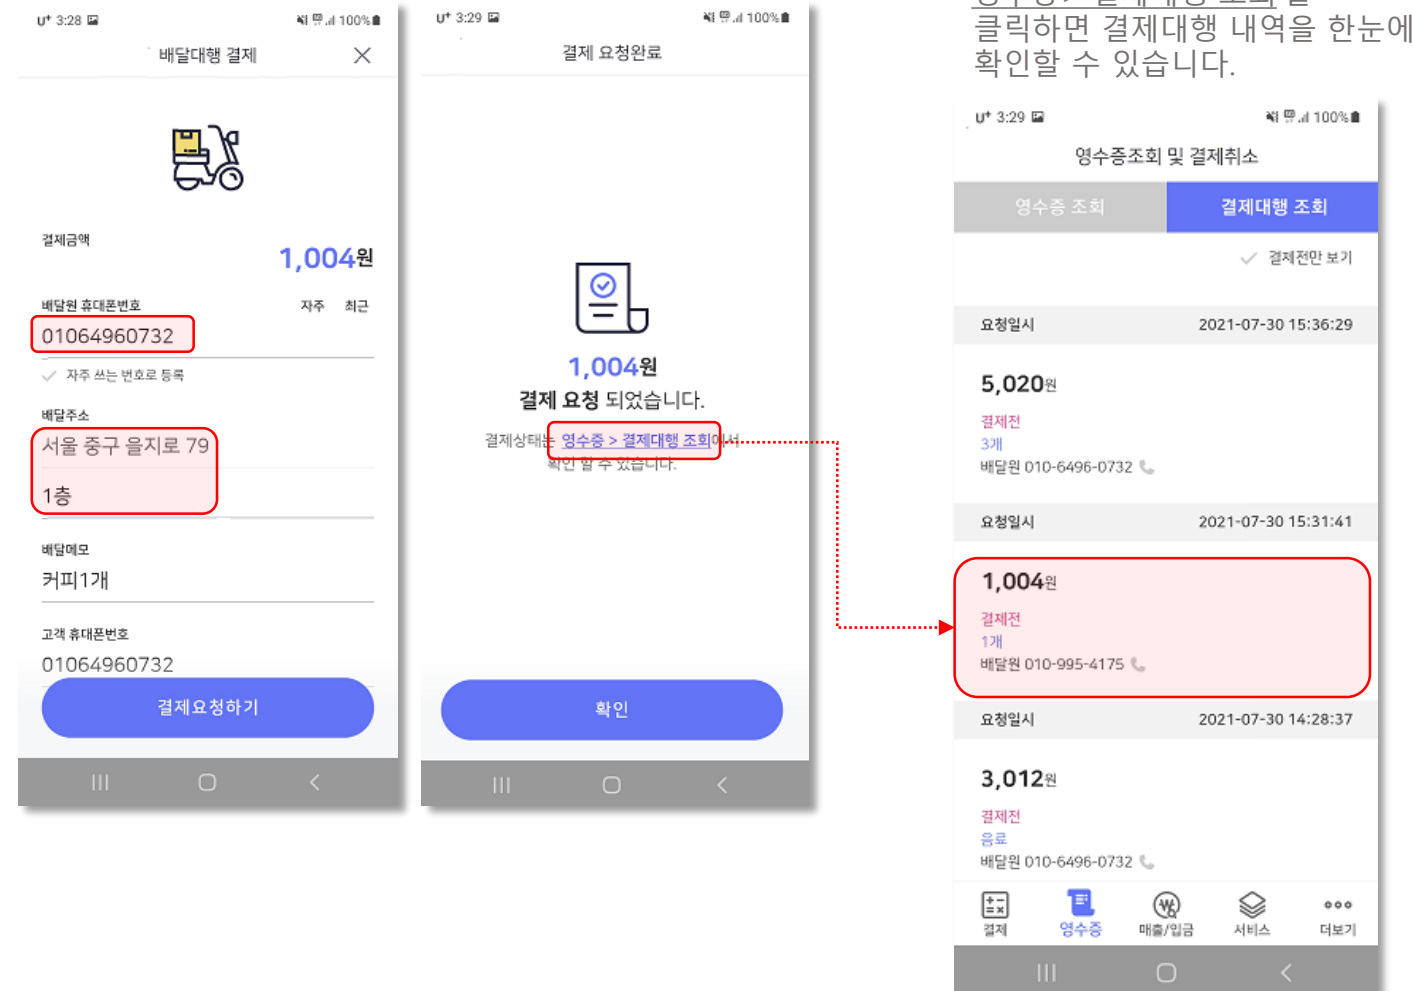 U+ 3:28
100%
배달대행 결제
결제금액
1,004원
배달원 휴대폰번호
자주 최근
01064960732
자주 쓰는 번호로 등록
배달주소
서울 중구 을지로 79
1층
배달메모
커피1개
고객 휴대폰번호
01064960732
결제요청하기
U+ 3:29
100%
결제 요청완료
1,004원
결제 요청 되었습니다.
결제상태는 영수증 > 결제대행 조회에서
확인 할 수 있습니다.
확인
영수증> 결제대행 조회를
클릭하면 결제대행 내역을 한눈에
확인할 수 있습니다.
U+ 3:29
100%
영수증조회 및 결제취소
영수증 조회
결제대행 조회
결제전만 보기
요청일시 2021-07-30 15:36:29
5,020원
결제전
3개
배달원 010-6496-0732
요청일시 2021-07-30 15:31:41
1,004원
결제전
1개
배달원 010-995-4175
요청일시 2021-07-30 14:28:37
3,012원
결제전
음료
배달원 010-6496-0732
결제 영수증 매출/입금 서비스 더보기